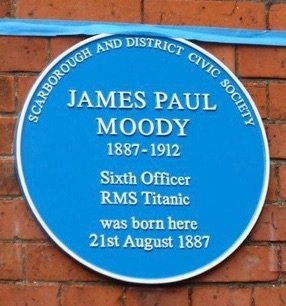 SCARBOROUGH AND DISTRICT CIVIC SOCIETY
JAMES PAUL
MOODY
1887-1912
Sixth Officer
RMS Titanic
was born here
21st August 1887